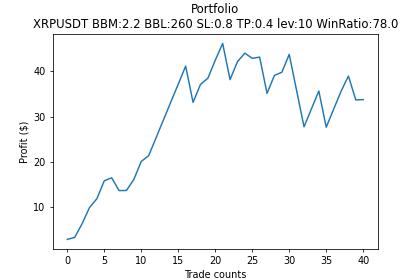 Portfolio
XRPUSDT BBM:2.2 BBL:260 SL:0.8 TP:0.4 lev:10 WinRatio:78.0
40
30
20
10
Profit ($)
0 5 10 15 20 25 30 35 40
Trade counts